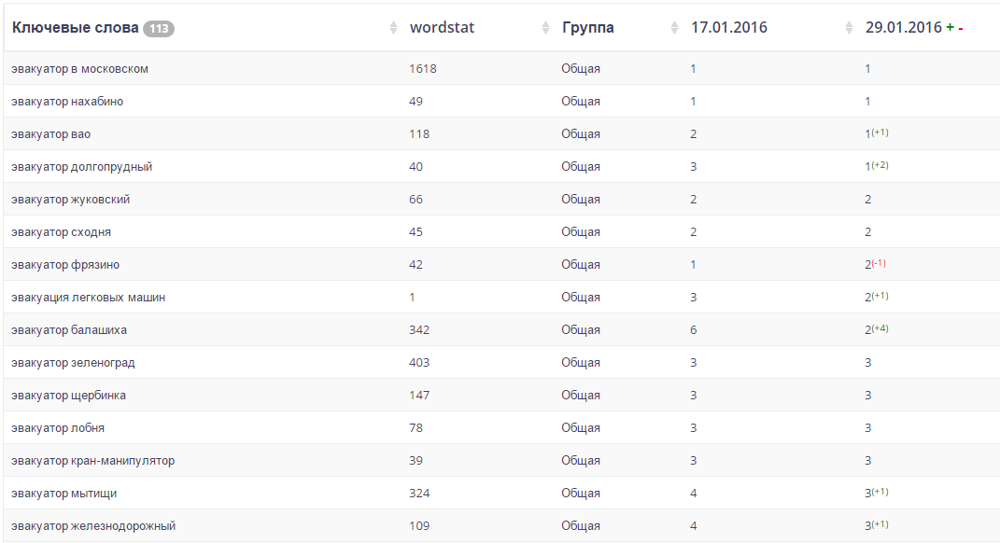 Ключевые слова 113 wordstat Группа 17.01.2016 29.01.2016 + -
эвакуатор в московском 1618 Общая 1 1
эвакуатор нахабино 49 Общая 1 1
эвакуатор вао 118 Общая 2 1(+1)
эвакуатор долгопрудный 40 Общая 3 1(+2)
эвакуатор жуковский 66 Общая 2 2
эвакуатор сходня 45 Общая 2 2
эвакуатор фрязино 42 Общая 1 2(-1)
эвакуация легковых машин 1 Общая 3 2(+1)
эвакуатор балашиха 342 Общая 6 2(+4)
эвакуатор зеленоград 403 Общая 3 3
эвакуатор щербинка 147 Общая 3 3
эвакуатор лобня 78 Общая 3 3
эвакуатор кран-манипулятор 39 Общая 3 3
эвакуатор мытищи 324 Общая 4 3(+1)
эвакуатор железнодорожный 109 Общая 4 3(+1)